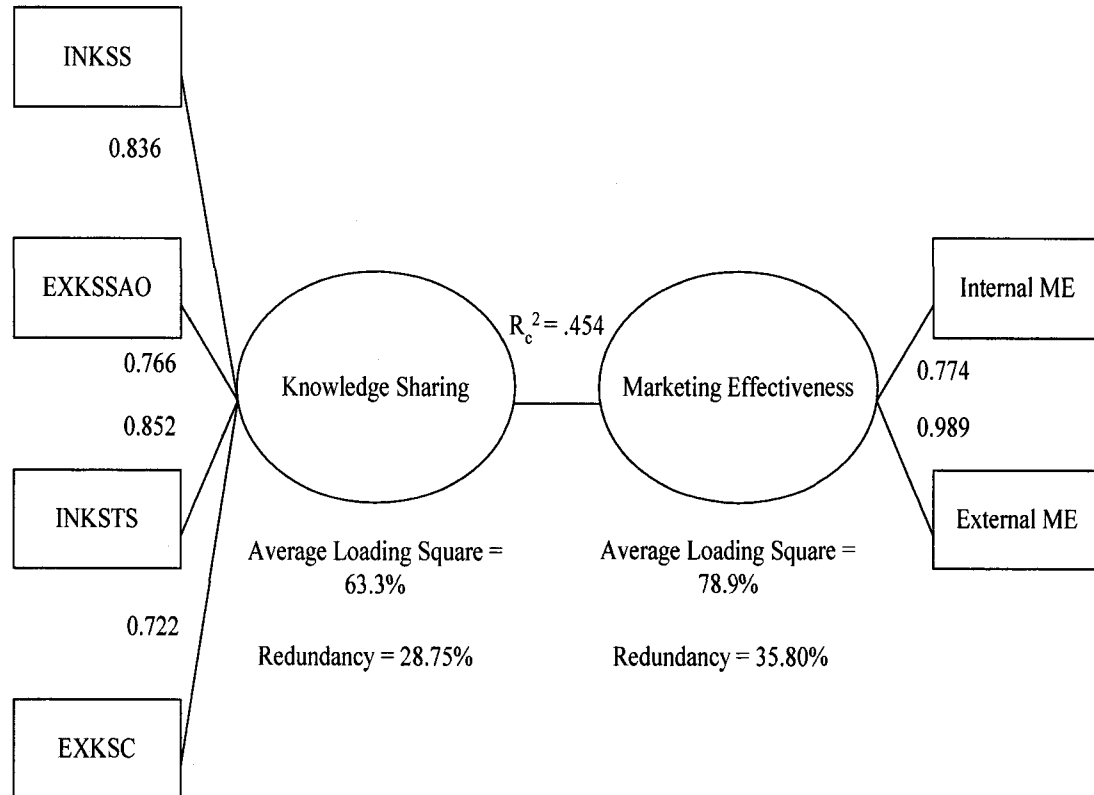 INKSS
0.836
EXKSSAO
0.766
0.852
INKSTS
0.722
EXKSC
Knowledge Sharing
Average Loading Square =
63.3%
Redundancy = 28.75%
R_c^2 = .454
Marketing Effectiveness
Average Loading Square =
78.9%
Redundancy = 35.80%
Internal ME
0.774
0.989
External ME